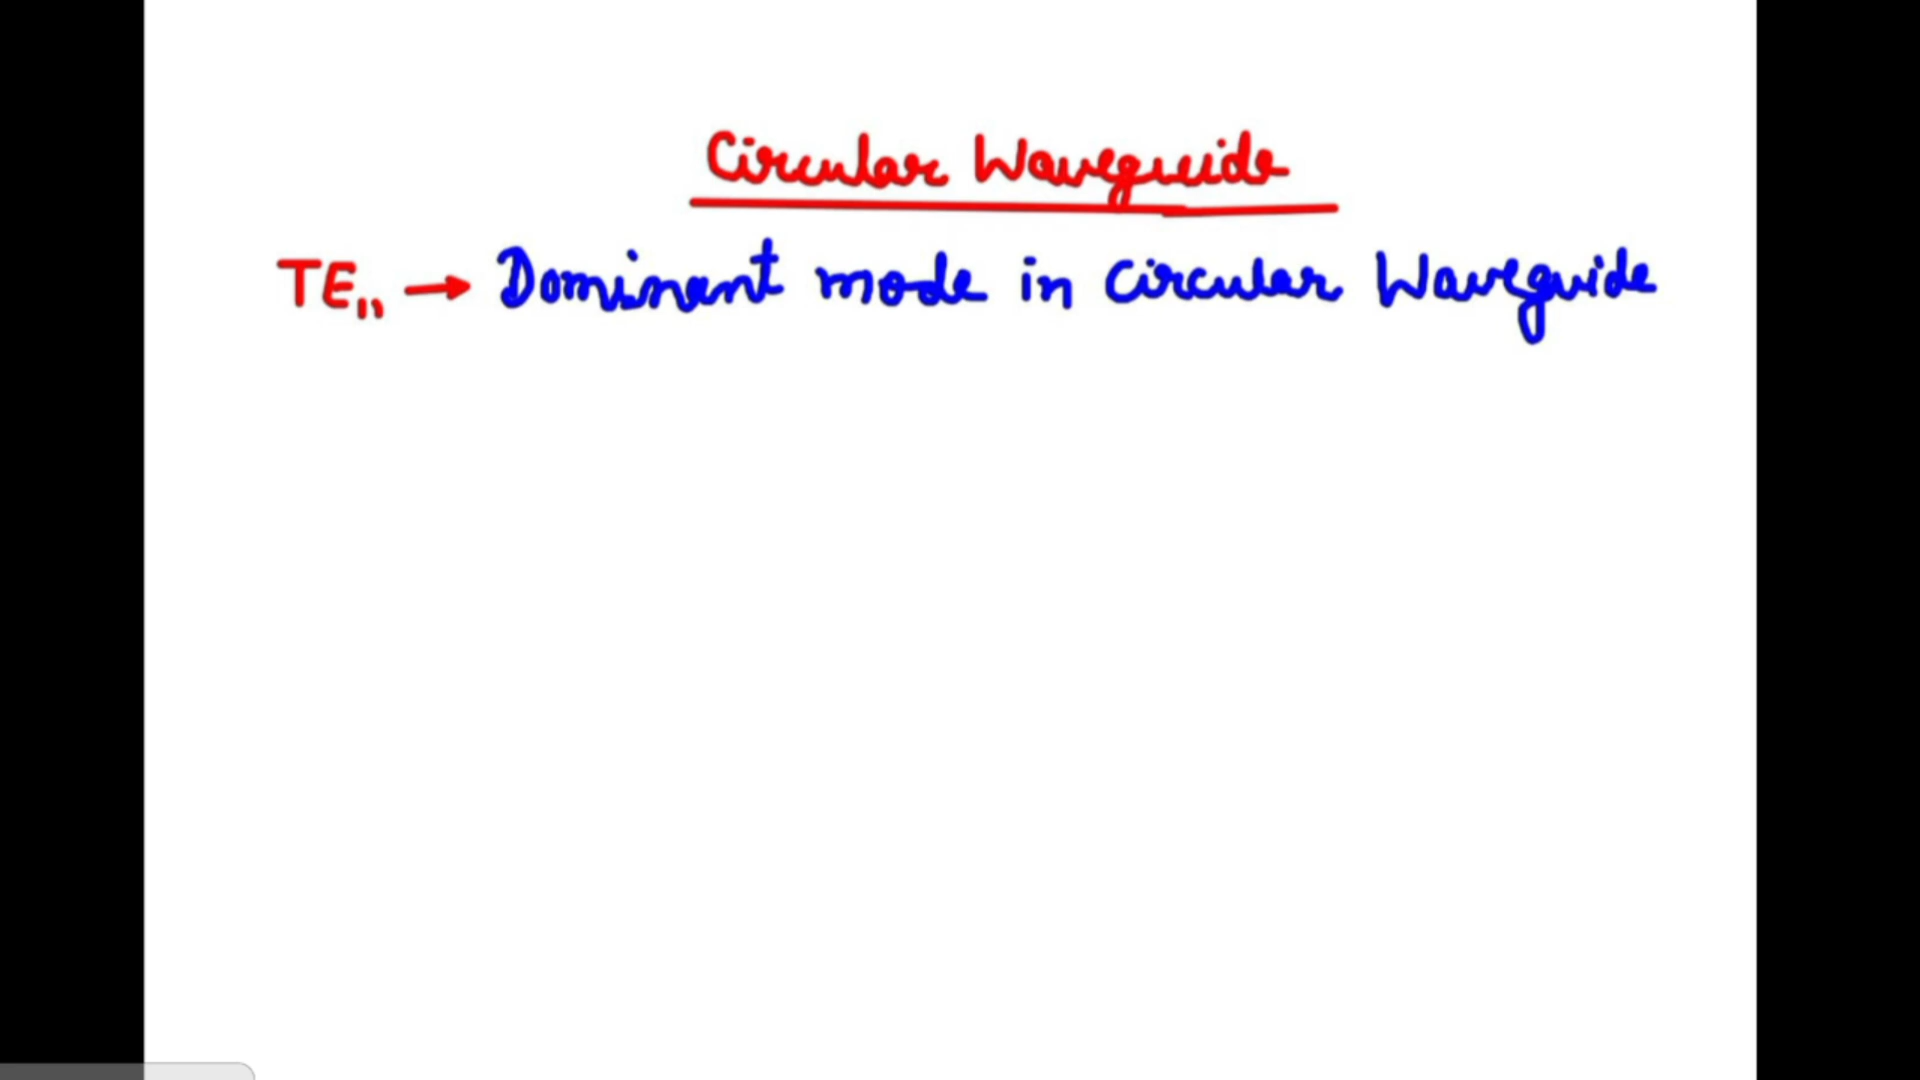 Circular Waveguide
TE₁₁ → Dominant mode in Circular Waveguide